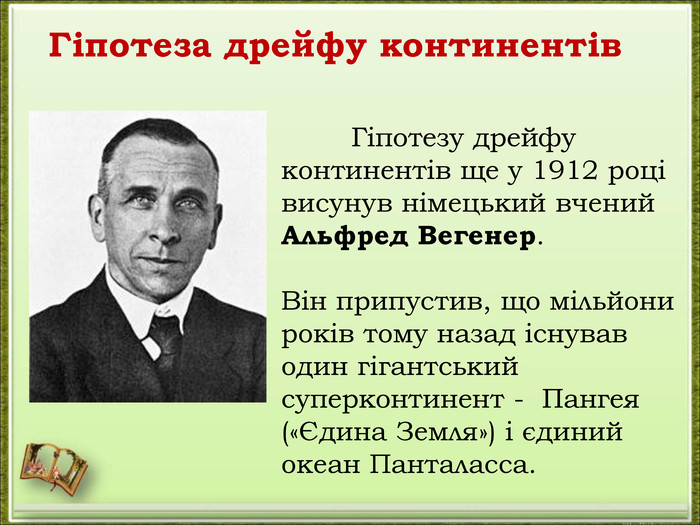 Гіпотеза дрейфу континентів
Гіпотезу дрейфу
континентів ще у 1912 році
висунув німецький вчений
Альфред Вегенер.
Він припустив, що мільйони
років тому назад існував
один гігантський
суперконтинент - Пангея
(«Єдина Земля») і єдиний
океан Панталасса.